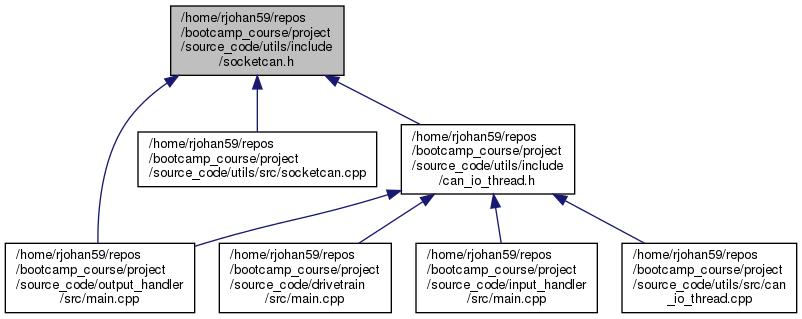 /home/rjohan59/repos
/bootcamp_course/project
/source_code/utils/include
/socketcan.h
/home/rjohan59/repos
/bootcamp_course/project
/source_code/utils/src/socketcan.cpp
/home/rjohan59/repos
/bootcamp_course/project
/source_code/utils/include
/can_io_thread.h
/home/rjohan59/repos
/bootcamp_course/project
/source_code/output_handler
/src/main.cpp
/home/rjohan59/repos
/bootcamp_course/project
/source_code/drivetrain
/src/main.cpp
/home/rjohan59/repos
/bootcamp_course/project
/source_code/input_handler
/src/main.cpp
/home/rjohan59/repos
/bootcamp_course/project
/source_code/utils/src/can
_io_thread.cpp